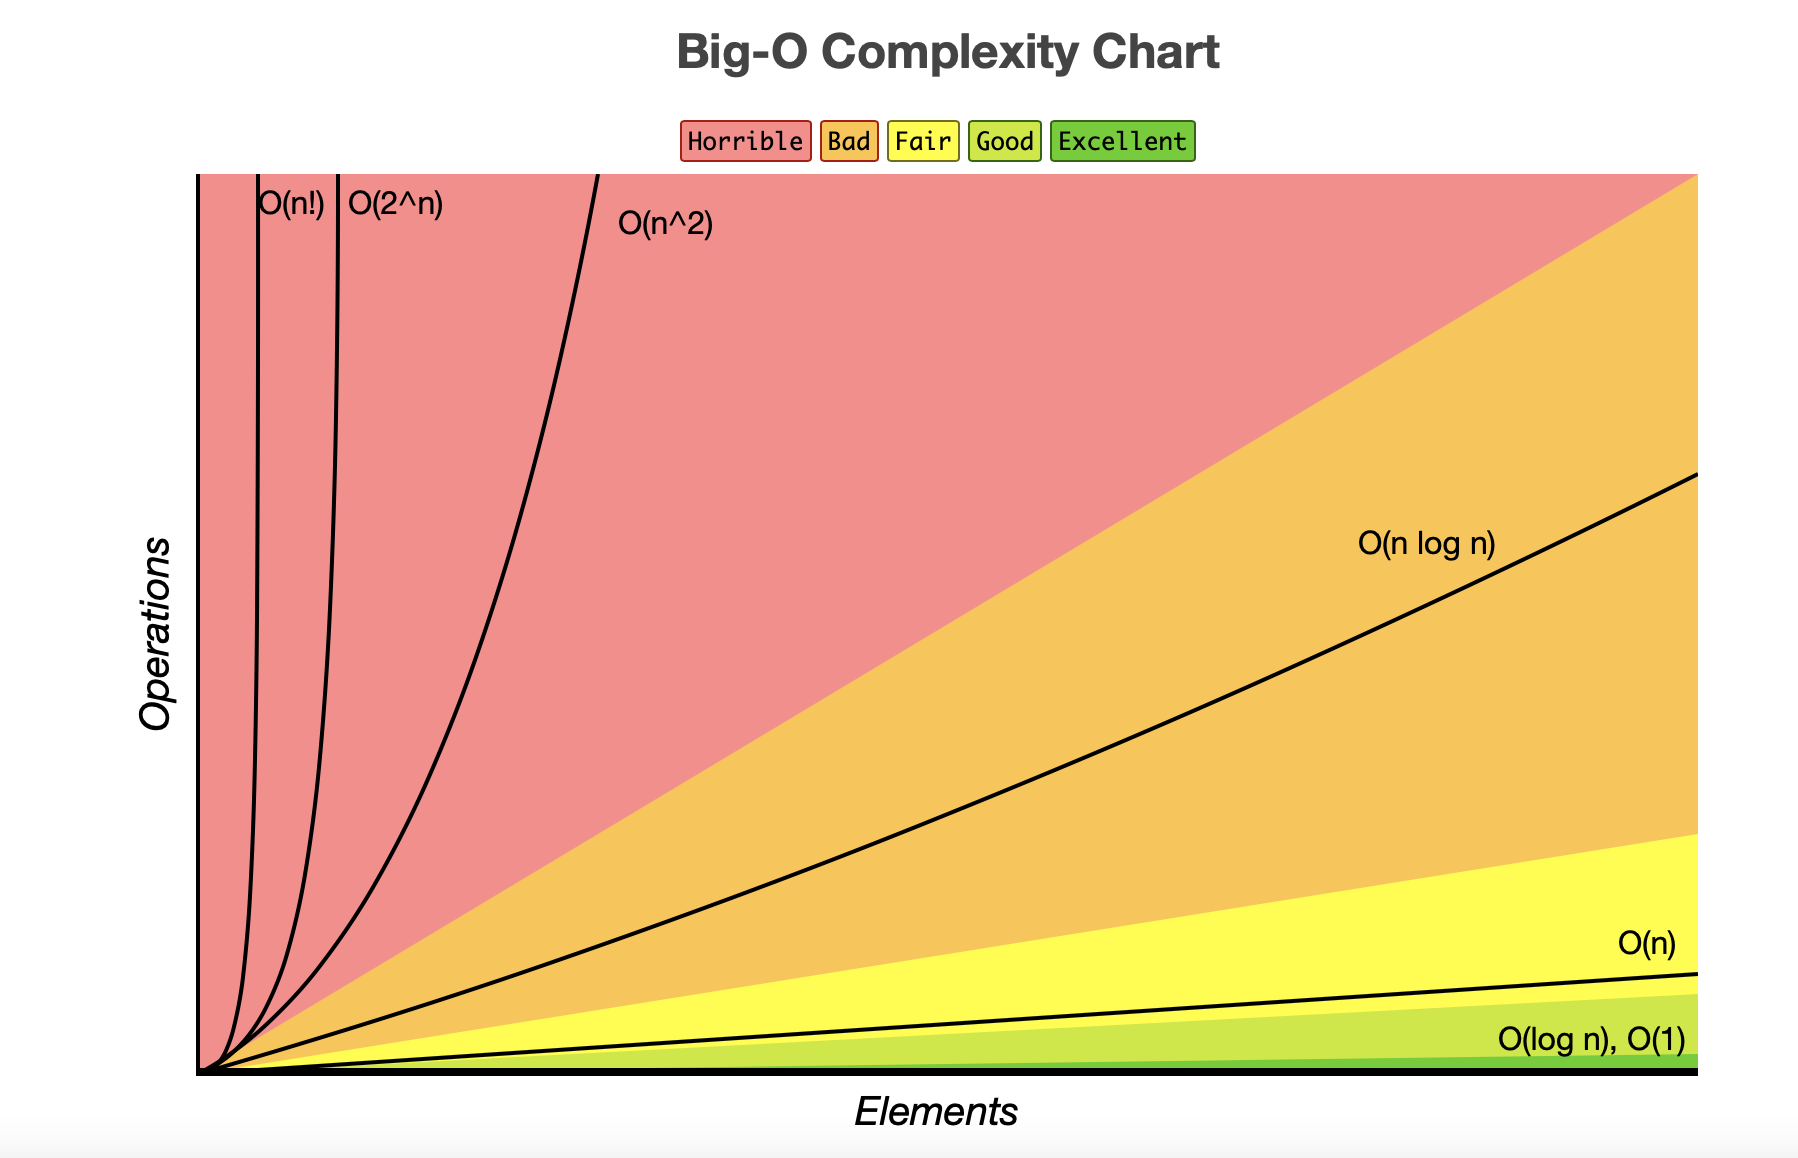 Big-O Complexity Chart
Horrible Bad Fair Good Excellent
O(n!) O(2^n)
O(n^2)
O(n log n)
Operations
O(n)
O(log n), O(1)
Elements